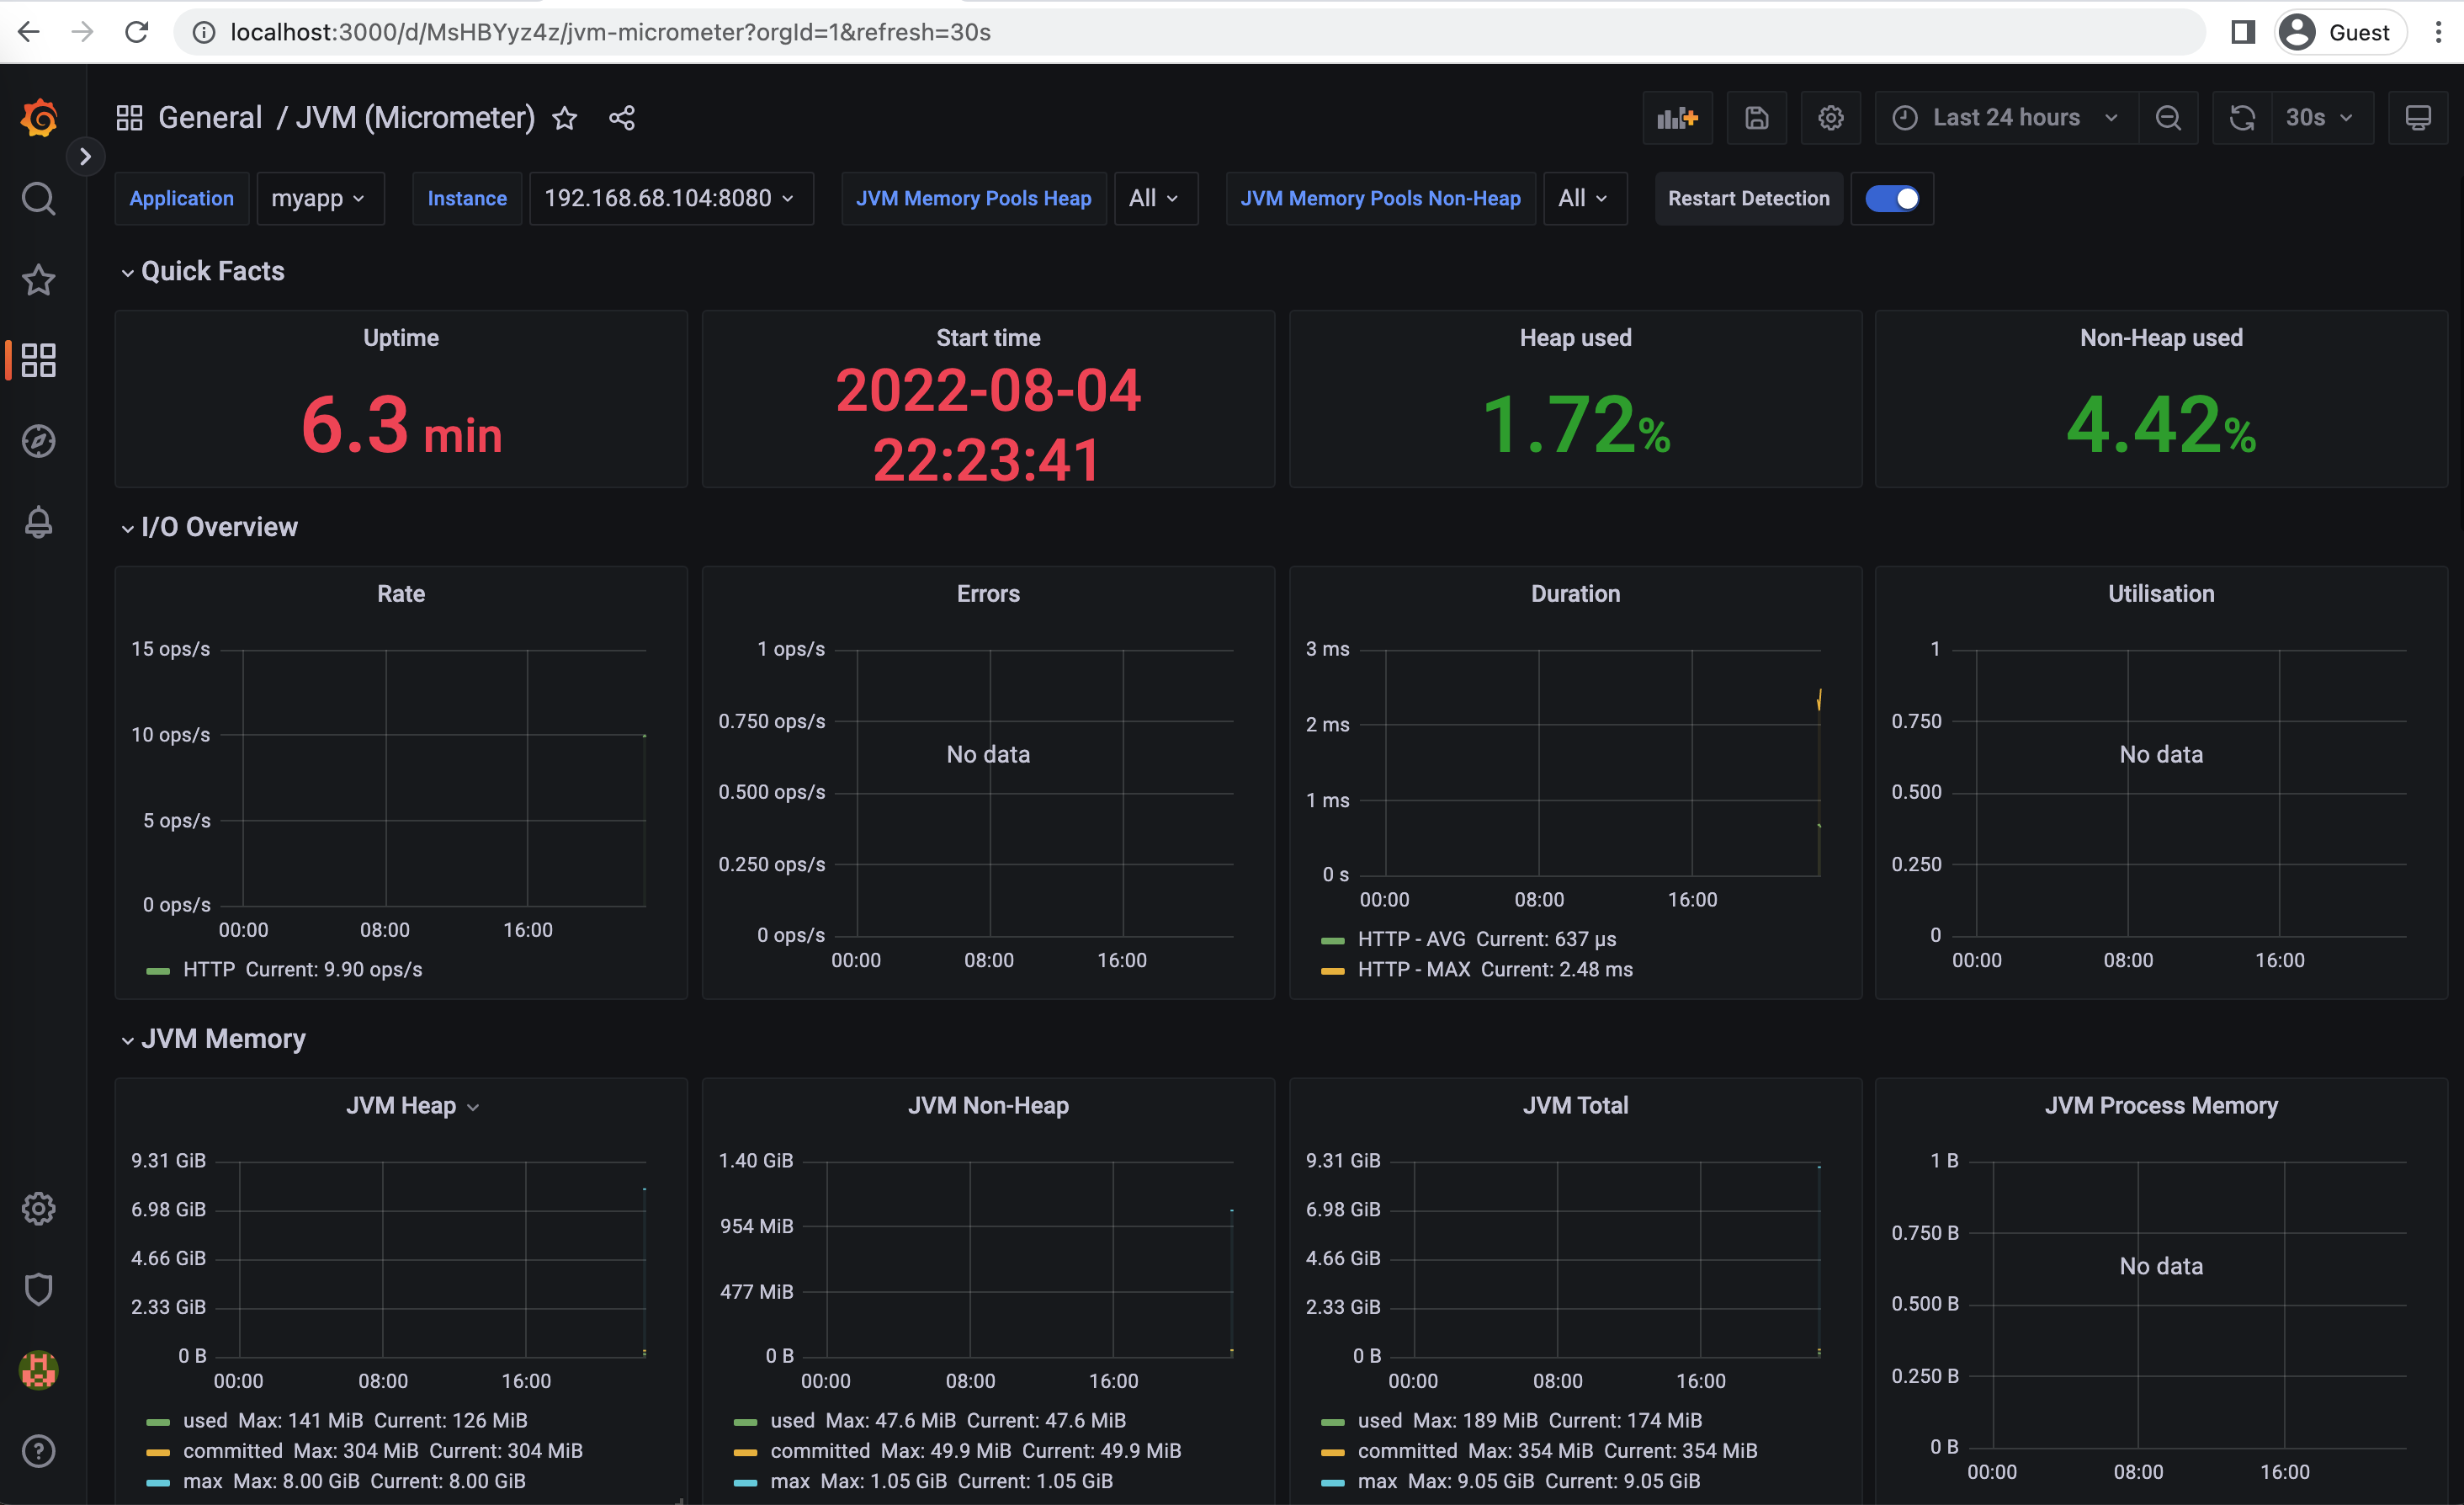 localhost:3000/d/MsHBYyz4z/jvm-micrometer?orgId=1&refresh=30s
Guest
General / JVM (Micrometer)
Last 24 hours
30s
Application myapp Instance 192.168.68.104:8080 JVM Memory Pools Heap All JVM Memory Pools Non-Heap All Restart Detection
Quick Facts
Uptime
6.3 min
Start time
2022-08-04
22:23:41
Heap used
1.72%
Non-Heap used
4.42%
I/O Overview
Rate
15 ops/s
10 ops/s
5 ops/s
0 ops/s
00:00 08:00 16:00
HTTP Current: 9.90 ops/s
Errors
1 ops/s
0.750 ops/s
No data
0.500 ops/s
0.250 ops/s
0 ops/s
00:00 08:00 16:00
Duration
3 ms
2 ms
1 ms
0 s
00:00 08:00 16:00
HTTP - AVG Current: 637 µs
HTTP - MAX Current: 2.48 ms
Utilisation
1
0.750
No data
0.500
0.250
0
00:00 08:00 16:00
JVM Memory
JVM Heap
9.31 GiB
6.98 GiB
4.66 GiB
2.33 GiB
0 B
00:00 08:00 16:00
used Max: 141 MiB Current: 126 MiB
committed Max: 304 MiB Current: 304 MiB
max Max: 8.00 GiB Current: 8.00 GiB
JVM Non-Heap
1.40 GiB
954 MiB
477 MiB
0 B
00:00 08:00 16:00
used Max: 47.6 MiB Current: 47.6 MiB
committed Max: 49.9 MiB Current: 49.9 MiB
max Max: 1.05 GiB Current: 1.05 GiB
JVM Total
9.31 GiB
6.98 GiB
4.66 GiB
2.33 GiB
0 B
00:00 08:00 16:00
used Max: 189 MiB Current: 174 MiB
committed Max: 354 MiB Current: 354 MiB
max Max: 9.05 GiB Current: 9.05 GiB
JVM Process Memory
1 B
0.750 B
No data
0.500 B
0.250 B
0 B
00:00 08:00 16:00